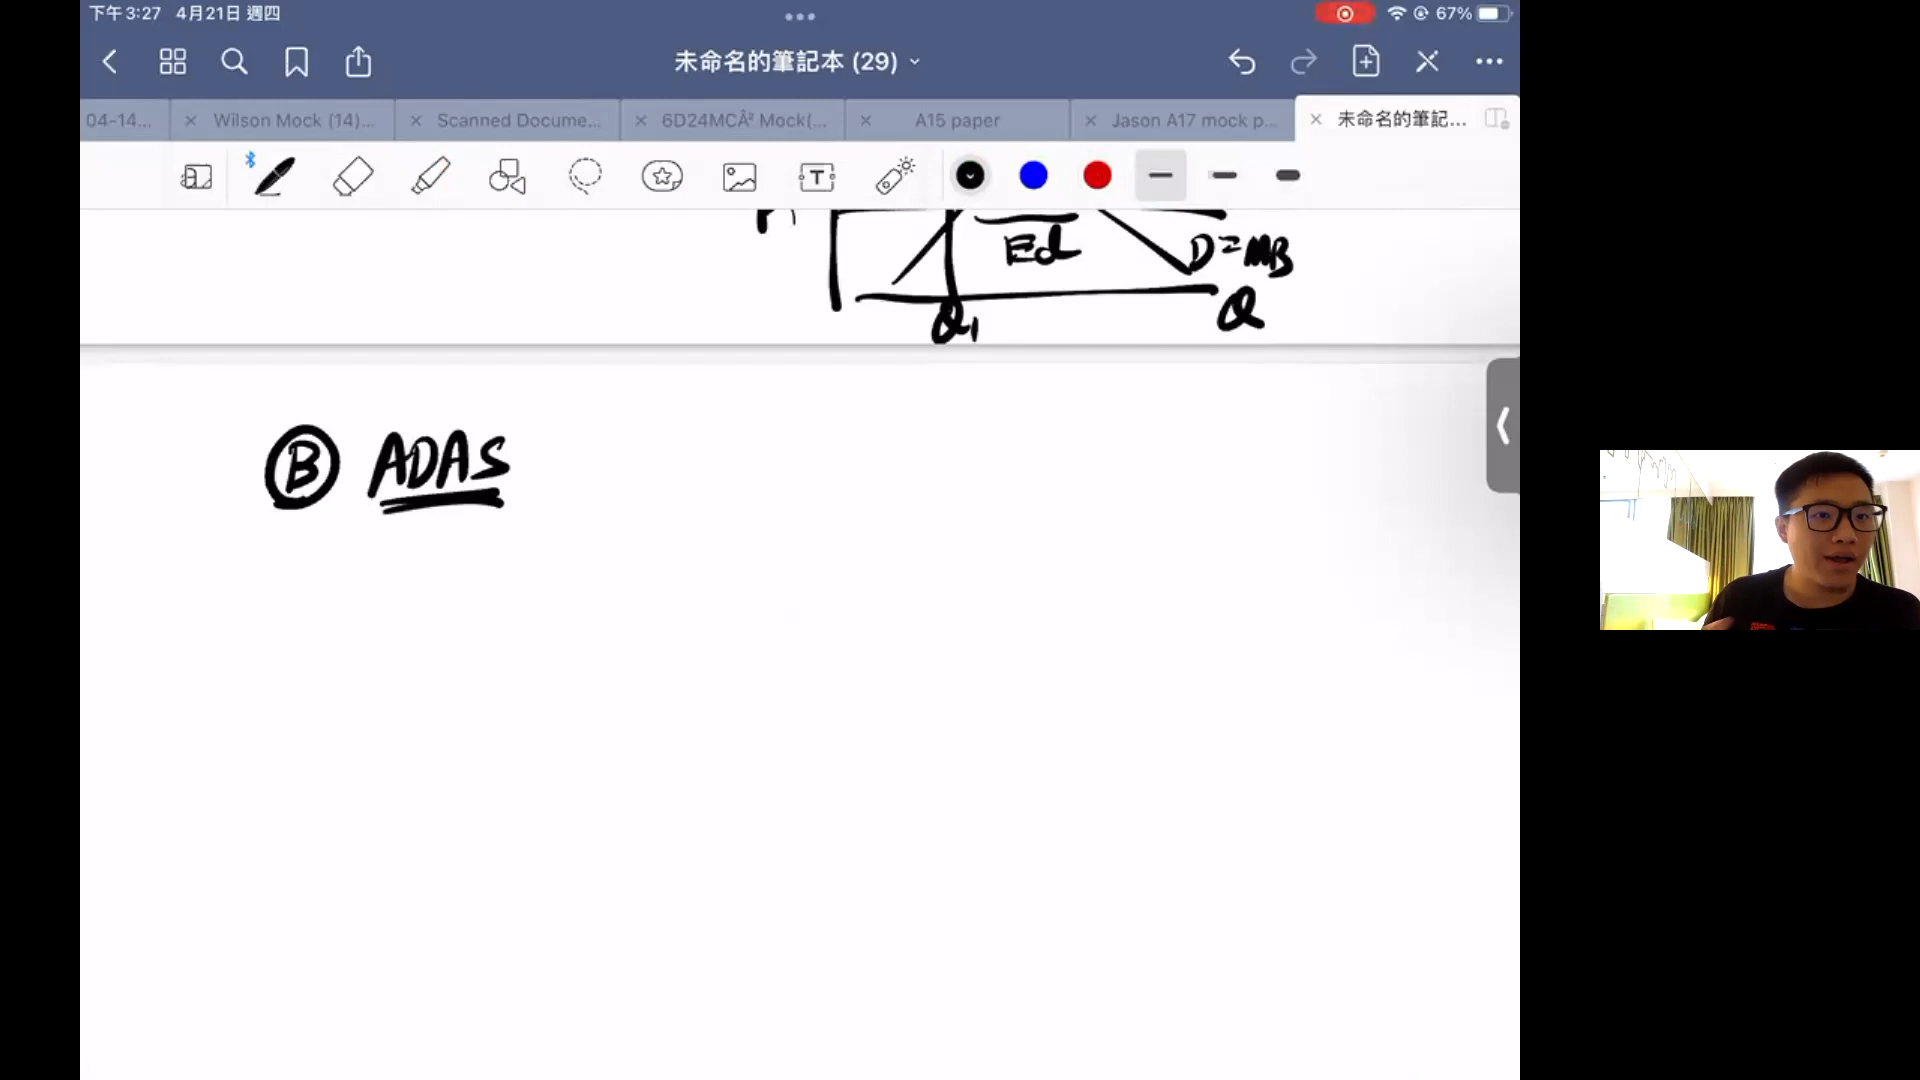 下午3:27 4月21日 週四
67%
未命名的筆記本 (29)
04-14...
Wilson Mock (14)...
Scanned Docume...
6D24MCÂ² Mock(...
A15 paper
Jason A17 mock p...
未命名的筆記...
T
Ed
D=MB
Q1
Q
B ADAS